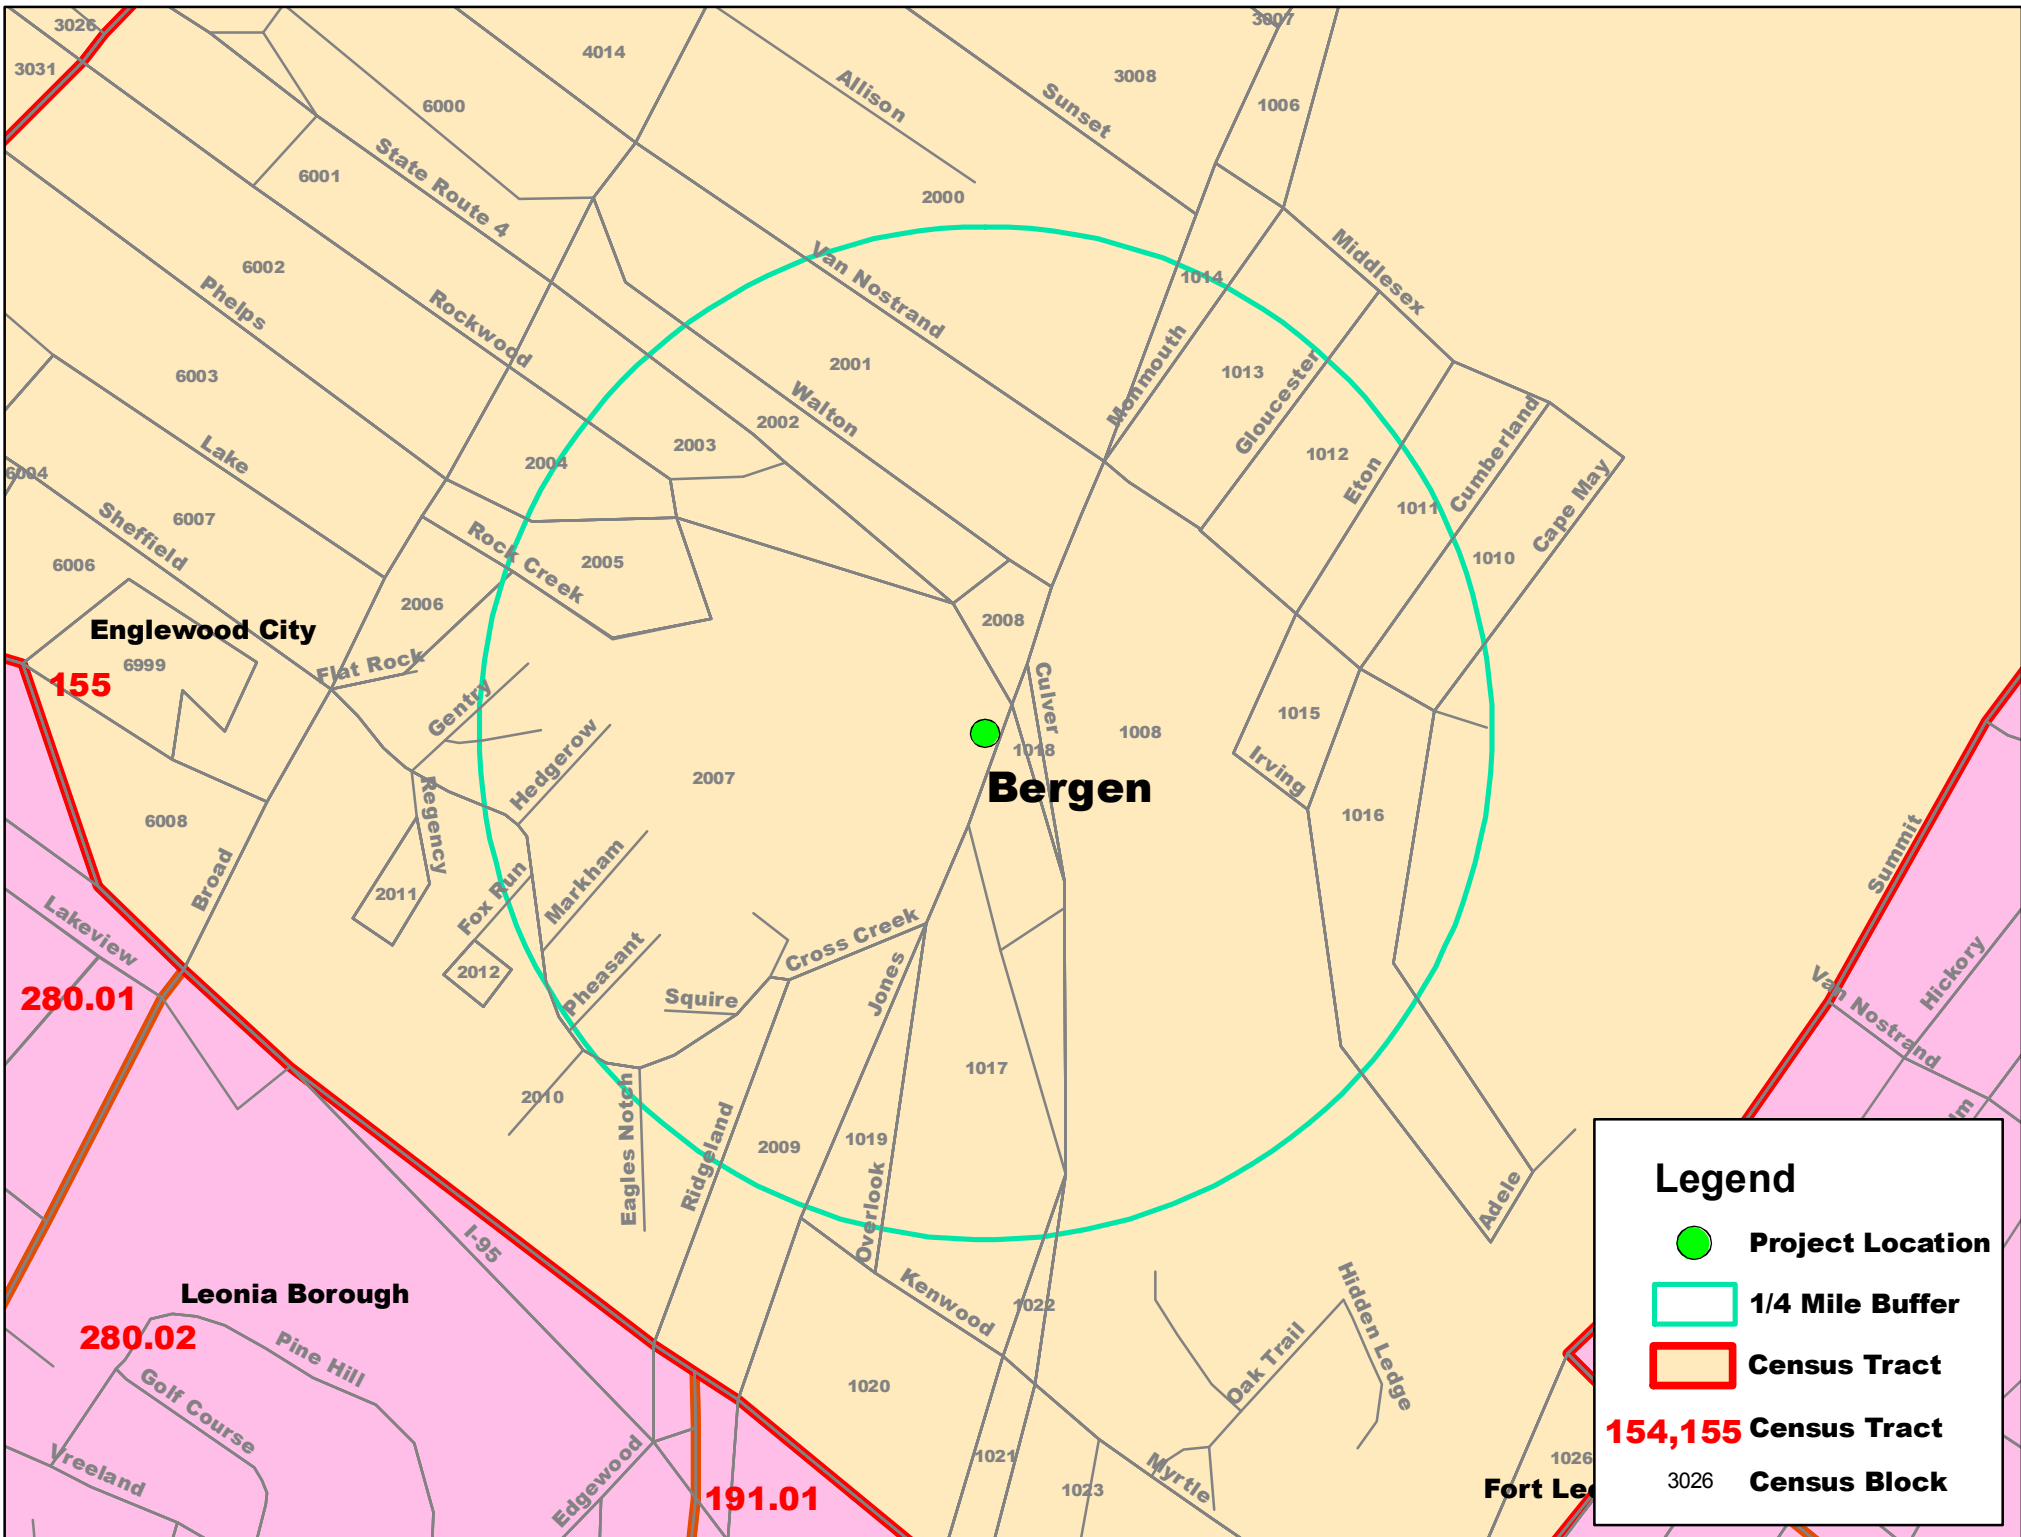 3026
3007
3031
4014
Allison
3008
6000
Sunset
1006
6001
State Route 4
2000
Middlesex
6002
Van Nostrand
1014
Phelps
Rockwood
2001
Monmouth
1013
Gloucester
6003
Walton
2002
2003
Lake
2004
1012
Eton
Cumberland
Cape May
6004
1011
6007
Sheffield
Rock Creek
2005
1010
6006
2006
2008
Englewood City
6999
Flat Rock
155
Gentry
Culver
Hedgerow
2007
1018
1008
1015
Irving
Bergen
6008
Regency
1016
Broad
Markham
Summit
2011
Fox Run
Lakeview
Cross Creek
Hickory
2012
Pheasant
Squire
Jones
280.01
Van Nostrand
1017
2010
Eagles Notch
Ridgeland
2009
1019
Overlook
Adele
I-95
Kenwood
1022
Leonia Borough
280.02
Pine Hill
Hidden Ledge
Oak Trail
Golf Course
1020
Vreeland
Edgewood
1021
Myrtle
1023
1026
191.01
Legend
Project Location
1/4 Mile Buffer
Census Tract
154,155 Census Tract
3026 Census Block